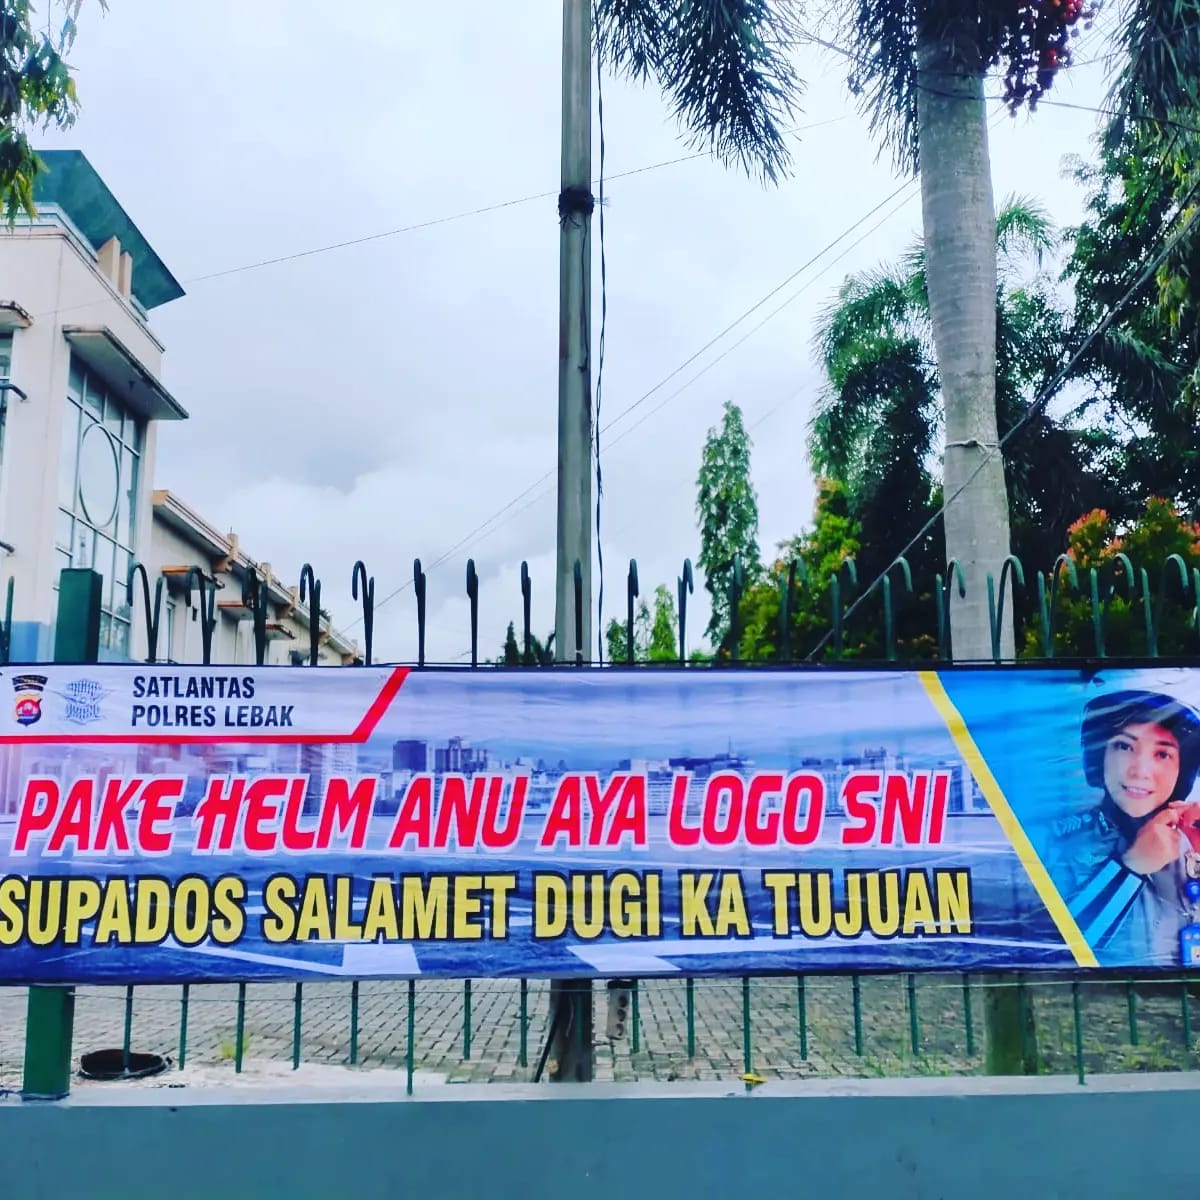 SATLANTAS
POLRES LEBAK
PAKE HELM ANU AYA LOGO SNI
SUPADOS SALAMET DUGI KA TUJUAN